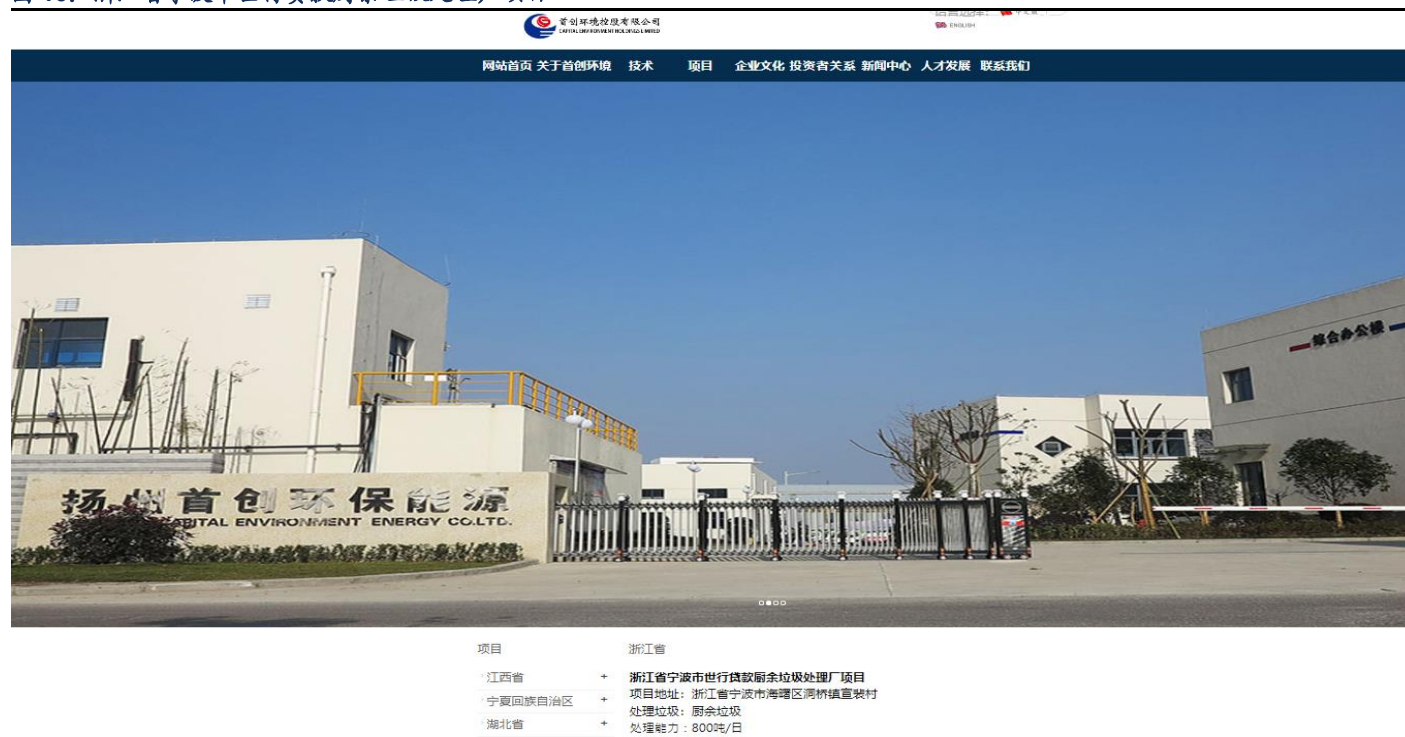 首创环境控股有限公司
CAPITAL ENVIRONMENT HOLDINGS LIMITED
ENGLISH
网站首页 关于首创环境 技术 项目 企业文化 投资者关系 新闻中心 人才发展 联系我们
综合办公楼
扬州首创环保能源
ITAL ENVIRONMENT ENERGY CO.LTD.
项目
江西省 +
宁夏回族自治区 +
湖北省 +
浙江省
浙江省宁波市世行贷款厨余垃圾处理厂项目
项目地址：浙江省宁波市海曙区洞桥镇宣裴村
处理垃圾：厨余垃圾
处理能力：800吨/日